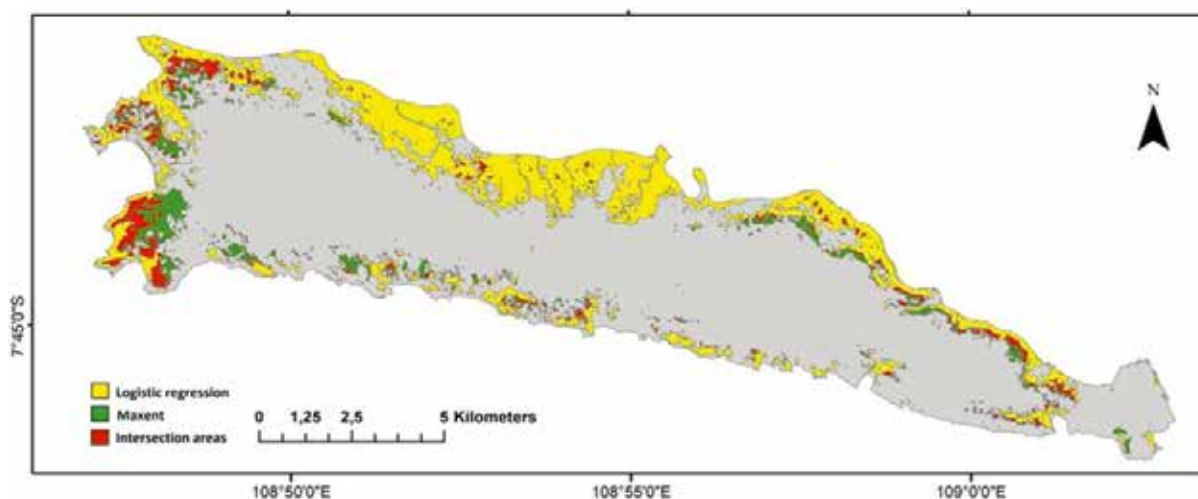 N
7°45'0"S
Logistic regression
Maxent
Intersection areas
0 1,25 2,5 5 Kilometers
108°50'0"E 108°55'0"E 109°0'0"E